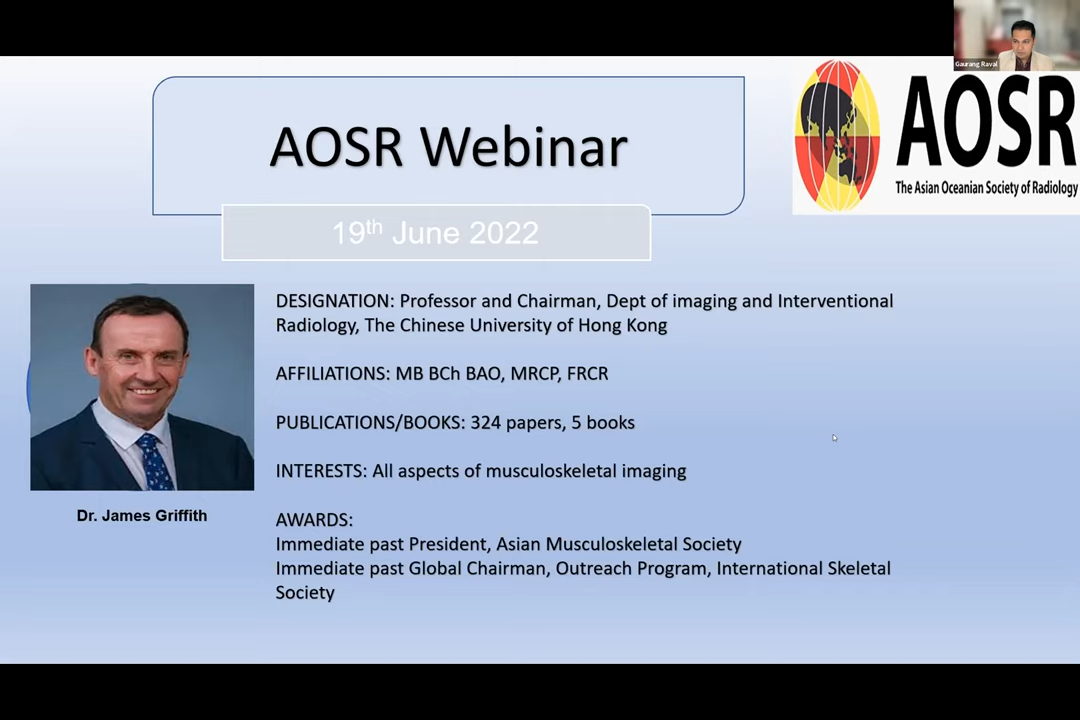 Gaurang Raval
AOSR
The Asian Oceanian Society of Radiology
AOSR Webinar
19th June 2022
DESIGNATION: Professor and Chairman, Dept of imaging and Interventional
Radiology, The Chinese University of Hong Kong
AFFILIATIONS: MB BCh BAO, MRCP, FRCR
PUBLICATIONS/BOOKS: 324 papers, 5 books
INTERESTS: All aspects of musculoskeletal imaging
Dr. James Griffith
AWARDS:
Immediate past President, Asian Musculoskeletal Society
Immediate past Global Chairman, Outreach Program, International Skeletal
Society